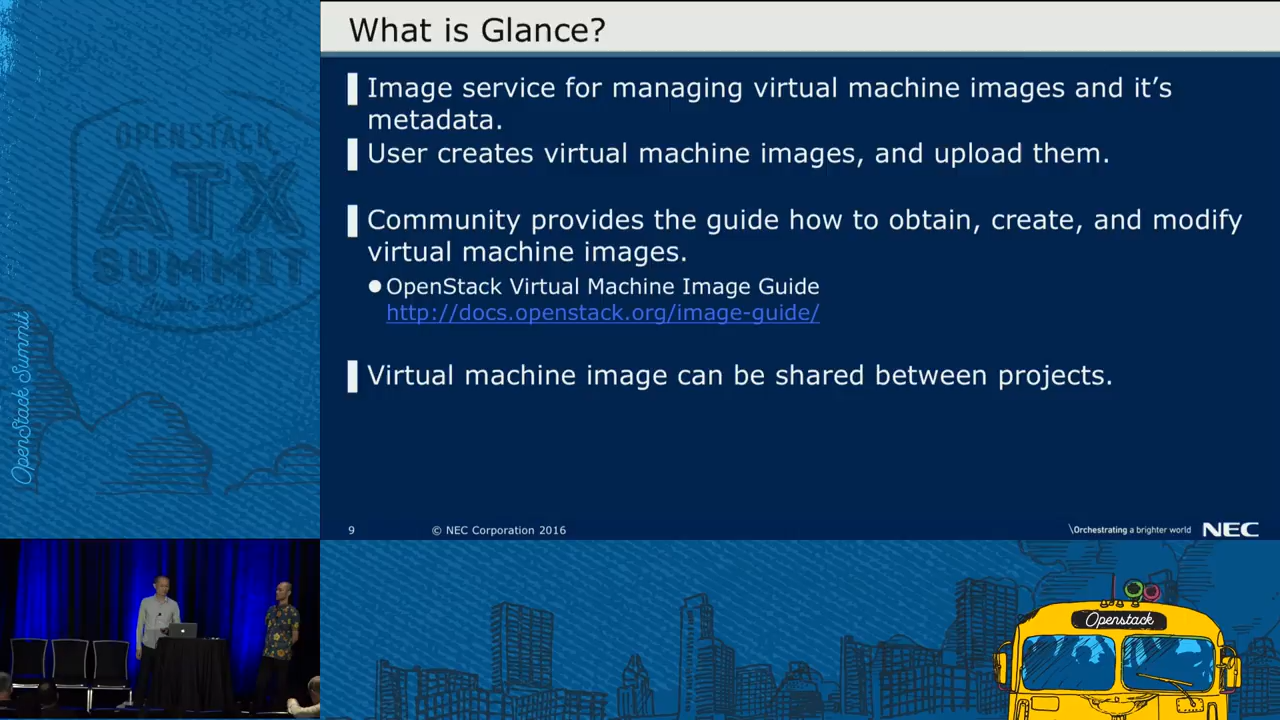 What is Glance?
Image service for managing virtual machine images and it's
metadata.
User creates virtual machine images, and upload them.
Community provides the guide how to obtain, create, and modify
virtual machine images.
OpenStack Virtual Machine Image Guide
http://docs.openstack.org/image-guide/
Virtual machine image can be shared between projects.
9
© NEC Corporation 2016
\Orchestrating a brighter world
NEC
OPENSTACK
ATX
SUMMIT
OpenStack Summit
Openstack